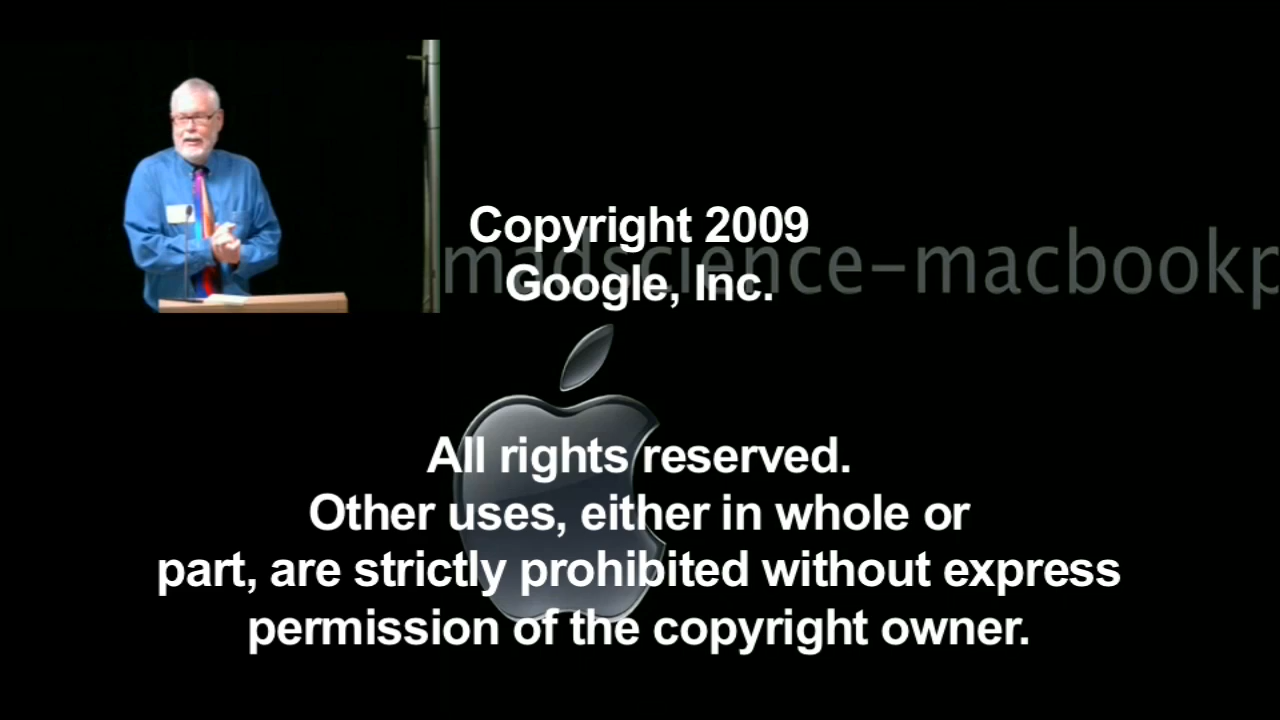 Copyright 2009
madscience-macbookp
Google, Inc.
All rights reserved.
Other uses, either in whole or
part, are strictly prohibited without express
permission of the copyright owner.